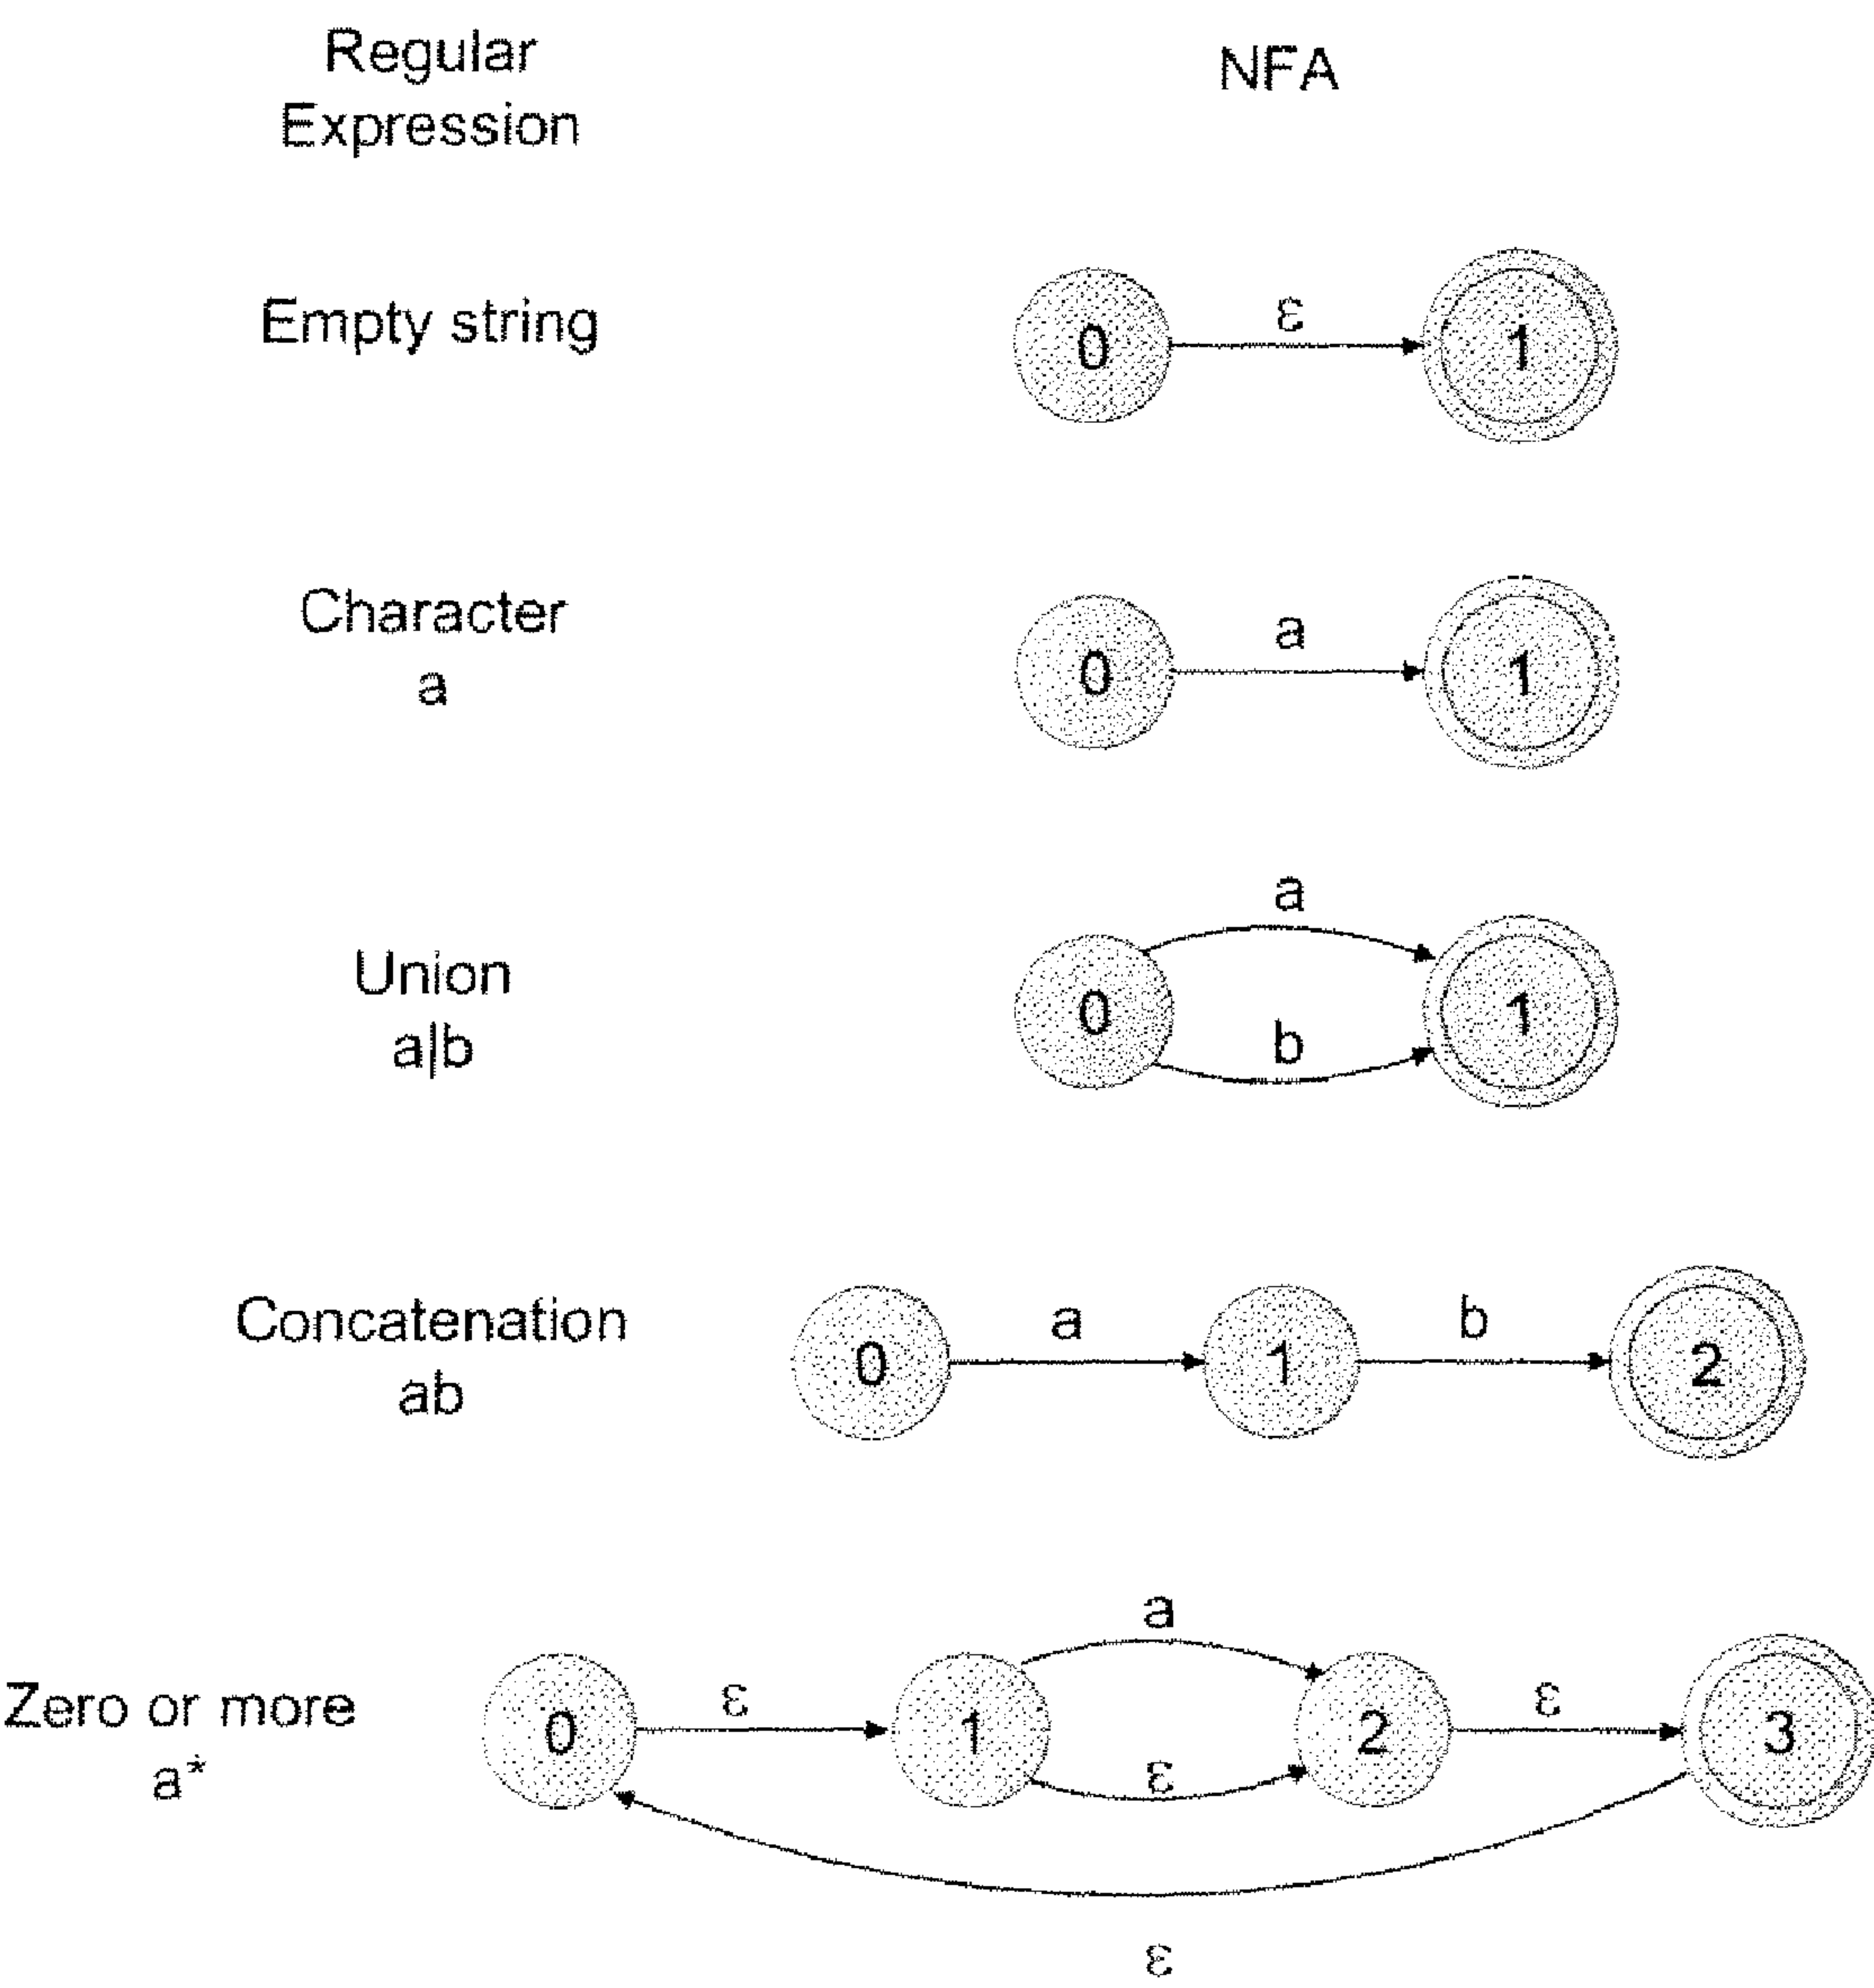 Regular
Expression
NFA
Empty string
0
ε
1
Character
a
0
a
1
Union
a|b
0
a
b
1
Concatenation
ab
0
a
1
b
2
Zero or more
a*
0
ε
1
a
ε
2
ε
3
ε